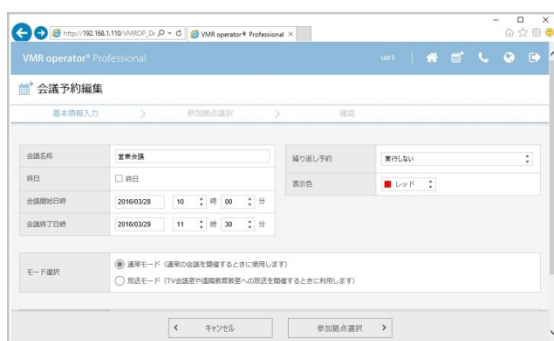 http://192.168.1.110/VMROP_De
VMR operator* Professional ×
VMR operator* Professional
会議予約編集
基本情報入力 > 参加拠点選択 > 確認
会議名称 営業会議
繰り返し予約 実行しない
終日 終日
表示色 レッド
会議開始日時 2016/03/28 10 時 00 分
会議終了日時 2016/03/29 11 時 30 分
モード選択
通常モード(通常の会議を開催するときに使用します)
放送モード(TV会議室や遠隔教育教室への放送を開催するときに利用します)
< キャンセル
参加拠点選択 >